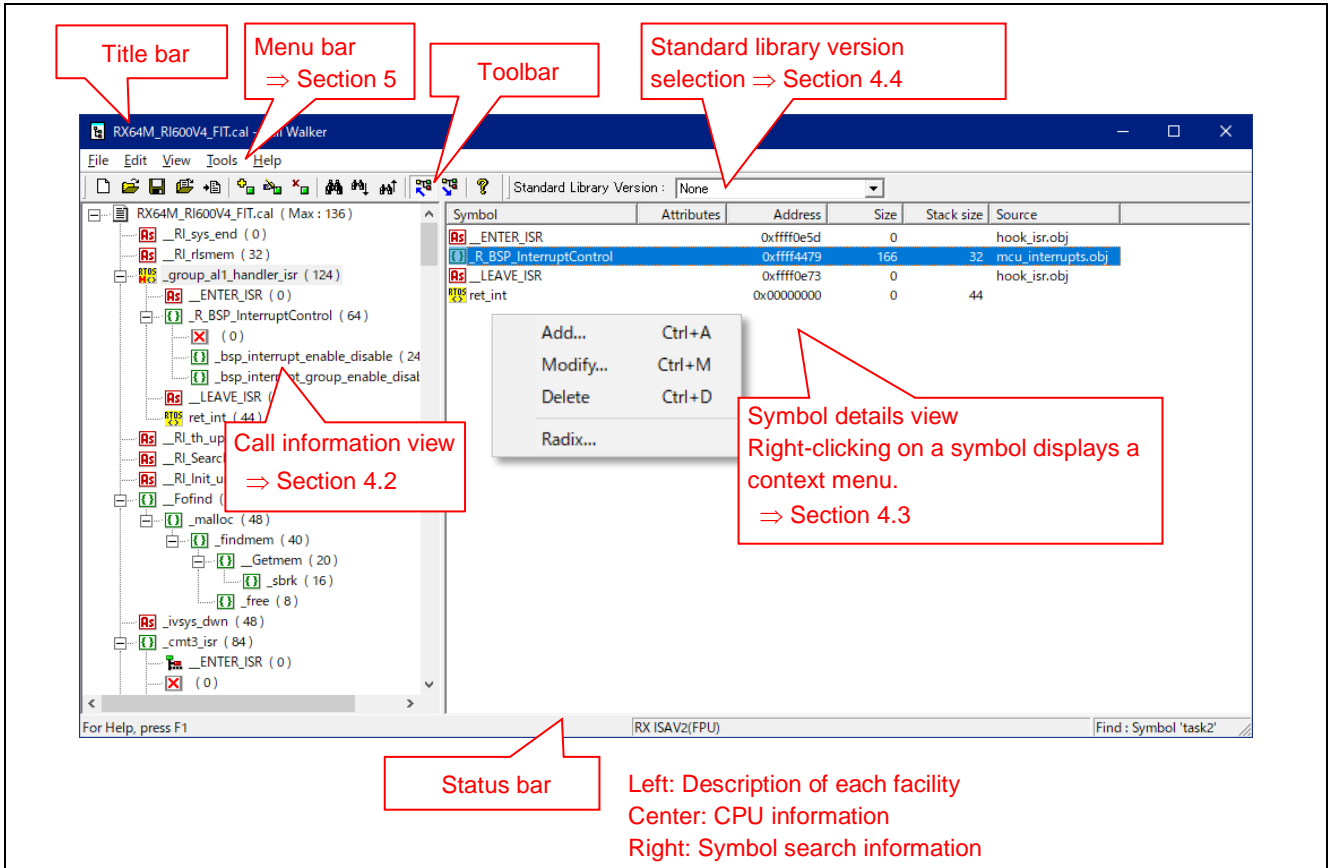 Title bar
Menu bar
⇒ Section 5
Toolbar
Standard library version
selection ⇒ Section 4.4
RX64M_RI600V4_FIT.cal - Walker
File Edit View Tools Help
Standard Library Version : None
RX64M_RI600V4_FIT.cal ( Max : 136 )
__RI_sys_end ( 0 )
__RI_rlsmem ( 32 )
_group_al1_handler_isr ( 124 )
__ENTER_ISR ( 0 )
_R_BSP_InterruptControl ( 64 )
( 0 )
_bsp_interrupt_enable_disable ( 24
_bsp_interrupt_group_enable_disal
__LEAVE_ISR (
ret_int ( 44 )
__RI_th_up
__RI_Searc
__RI_Init_u
__Fofind (
_malloc ( 48 )
_findmem ( 40 )
__Getmem ( 20 )
_sbrk ( 16 )
_free ( 8 )
_ivsys_dwn ( 48 )
_cmt3_isr ( 84 )
__ENTER_ISR ( 0 )
( 0 )
Symbol Attributes Address Size Stack size Source
__ENTER_ISR 0xffff0e5d 0 hook_isr.obj
_R_BSP_InterruptControl 0xffff4479 166 32 mcu_interrupts.obj
__LEAVE_ISR 0xffff0e73 0 hook_isr.obj
ret_int 0x00000000 0 44
Add... Ctrl+A
Modify... Ctrl+M
Delete Ctrl+D
Radix...
Call information view
⇒ Section 4.2
Symbol details view
Right-clicking on a symbol displays a
context menu.
⇒ Section 4.3
For Help, press F1 RX ISAV2(FPU) Find : Symbol 'task2'
Status bar
Left: Description of each facility
Center: CPU information
Right: Symbol search information